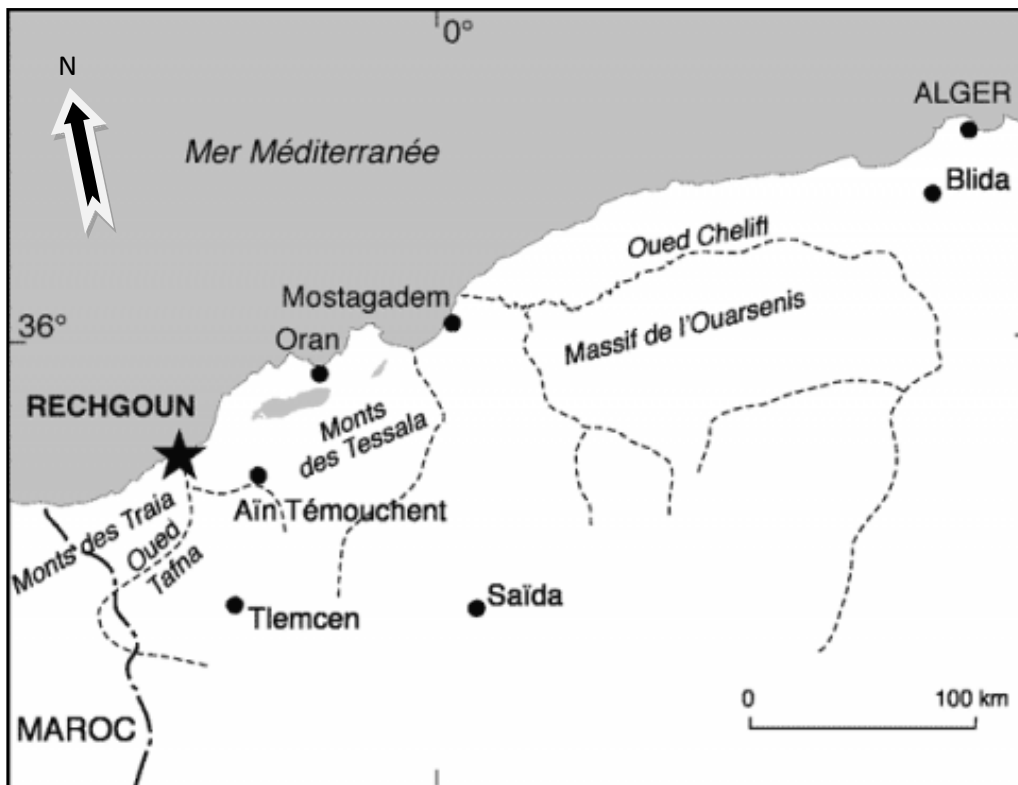 0°
N
ALGER
Mer Méditerranée
Blida
Oued Chelifl
Mostagadem
Massif de l'Ouarsenis
36°
Oran
RECHGOUN
Monts
des Tessala
Aïn Témouchent
Monts des Traia
Oued
Tafna
Saïda
Tlemcen
0 100 km
MAROC